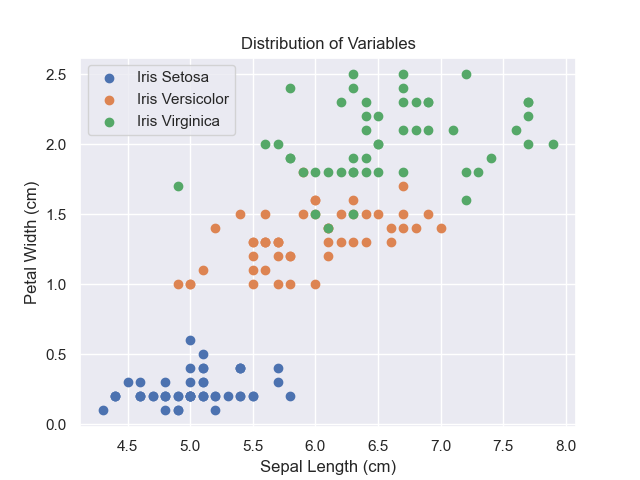 Distribution of Variables
Iris Setosa
Iris Versicolor
Iris Virginica
Petal Width (cm)
2.5
2.0
1.5
1.0
0.5
0.0
4.5 5.0 5.5 6.0 6.5 7.0 7.5 8.0
Sepal Length (cm)